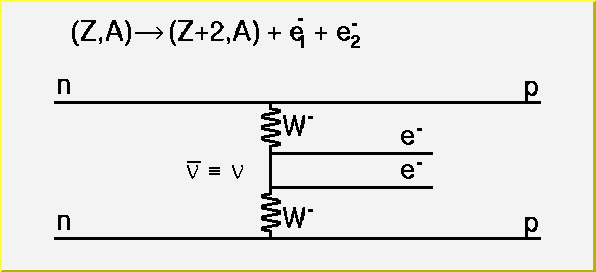 (Z,A)→(Z+2,A) + e₁⁻ + e₂⁻
n p
W⁻
e⁻
ν̅ ≡ ν e⁻
W⁻
n p